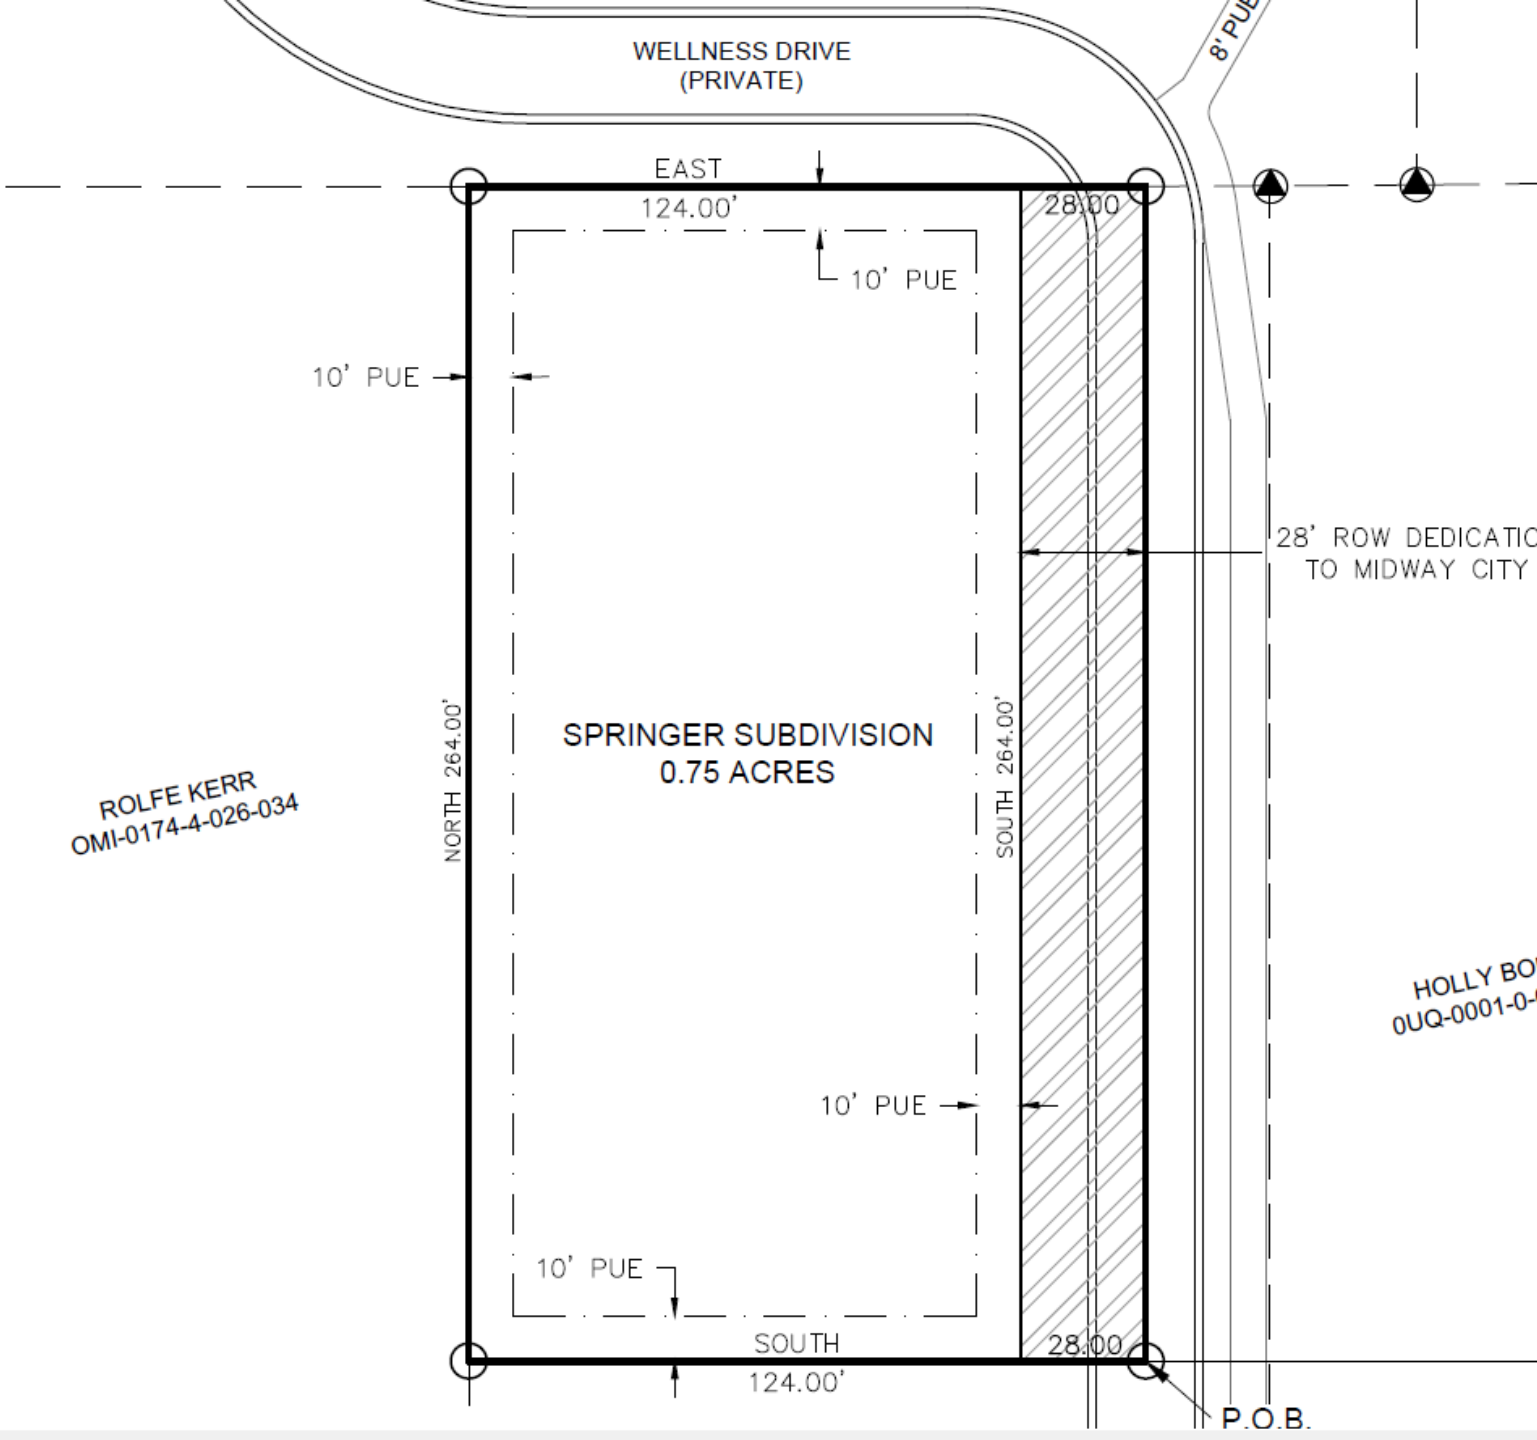 8' PUE
WELLNESS DRIVE
(PRIVATE)
EAST
124.00'
28.00
10' PUE
10' PUE
28' ROW DEDICATIO
TO MIDWAY CITY
NORTH 264.00'
SOUTH 264.00'
SPRINGER SUBDIVISION
0.75 ACRES
ROLFE KERR
OMI-0174-4-026-034
HOLLY BO
0UQ-0001-0-
10' PUE
10' PUE
SOUTH
28.00
124.00'
P.O.B.